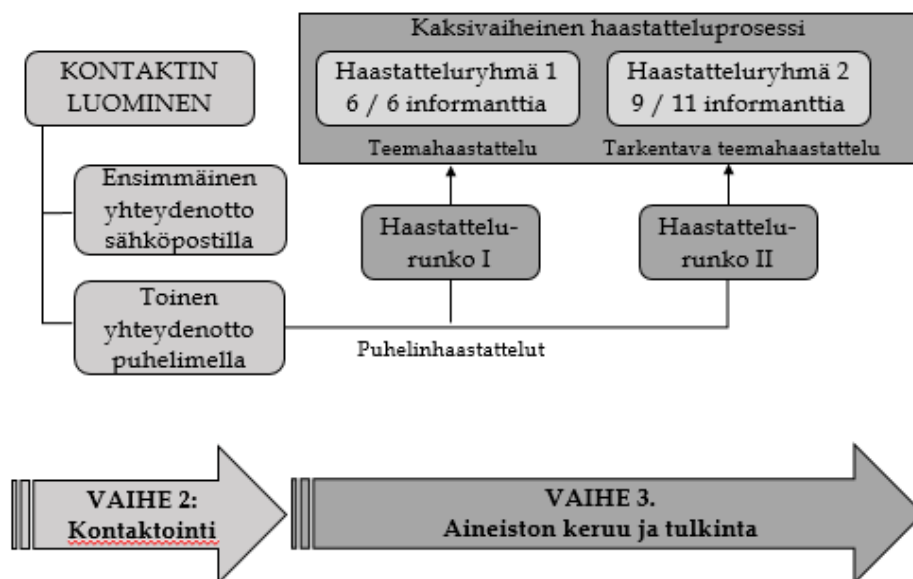 Kaksivaiheinen haastatteluprosessi
KONTAKTIN
LUOMINEN
Haastatteluryhmä 1
6 / 6 informanttia
Haastatteluryhmä 2
9 / 11 informanttia
Teemahaastattelu
Tarkentava teemahaastattelu
Ensimmäinen
yhteydenotto
sähköpostilla
Haastattelu-
runko I
Haastattelu-
runko II
Toinen
yhteydenotto
puhelimella
Puhelinhaastattelut
VAIHE 2:
Kontaktointi
VAIHE 3.
Aineiston keruu ja tulkinta